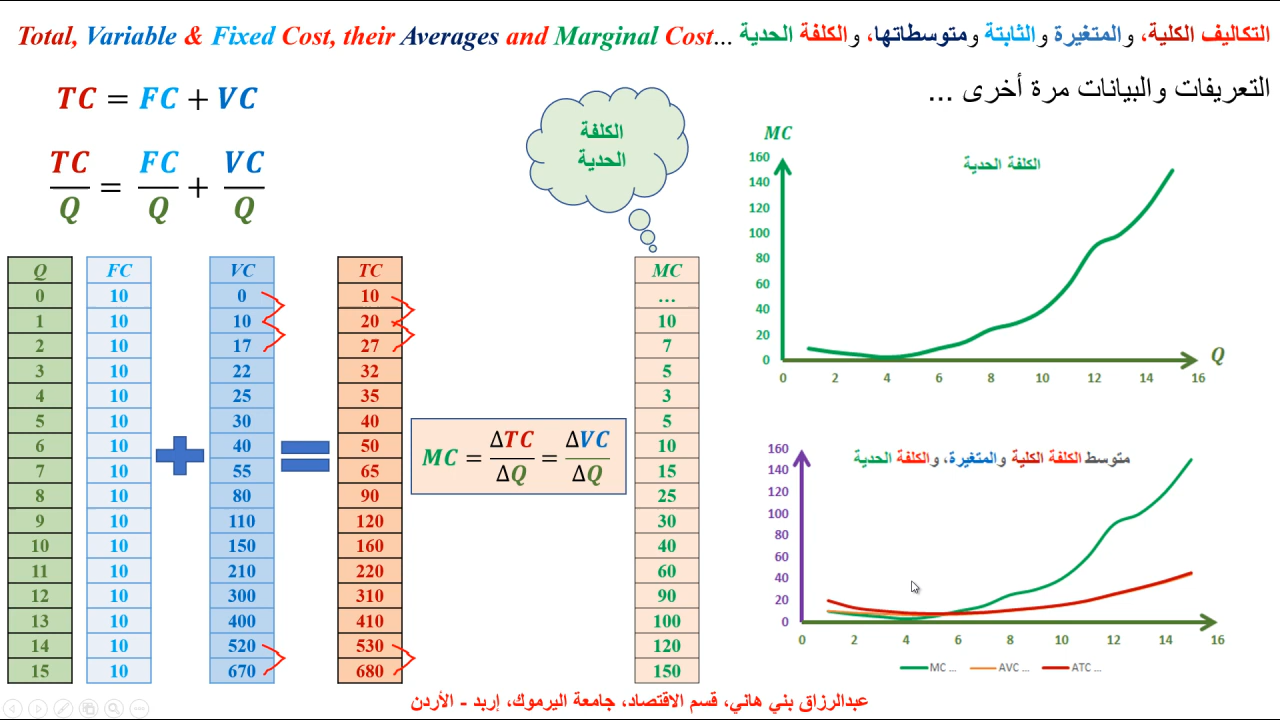 Total, Variable & Fixed Cost, their Averages and Marginal Cost... التكاليف الكلية، والمتغيرة والثابتة ومتوسطاتها، والكلفة الحدية
التعريفات والبيانات مرة أخرى ...
TC = FC + VC
TC/Q = FC/Q + VC/Q
الكلفة
الحدية
Q FC VC TC MC
0 10 0 10 ...
1 10 10 20 10
2 10 17 27 7
3 10 22 32 5
4 10 25 35 3
5 10 30 40 5
6 10 40 50 10
7 10 55 65 15
8 10 80 90 25
9 10 110 120 30
10 10 150 160 40
11 10 210 220 60
12 10 300 310 90
13 10 400 410 100
14 10 520 530 120
15 10 670 680 150
+ =
MC = ΔTC/ΔQ = ΔVC/ΔQ
MC
الكلفة الحدية
160
140
120
100
80
60
40
20
0
0 2 4 6 8 10 12 14 16
Q
متوسط الكلفة الكلية والمتغيرة، والكلفة الحدية
160
140
120
100
80
60
40
20
0
0 2 4 6 8 10 12 14 16
MC ... AVC ... ATC ...
عبدالرزاق بني هاني، قسم الاقتصاد، جامعة اليرموك، إربد - الأردن